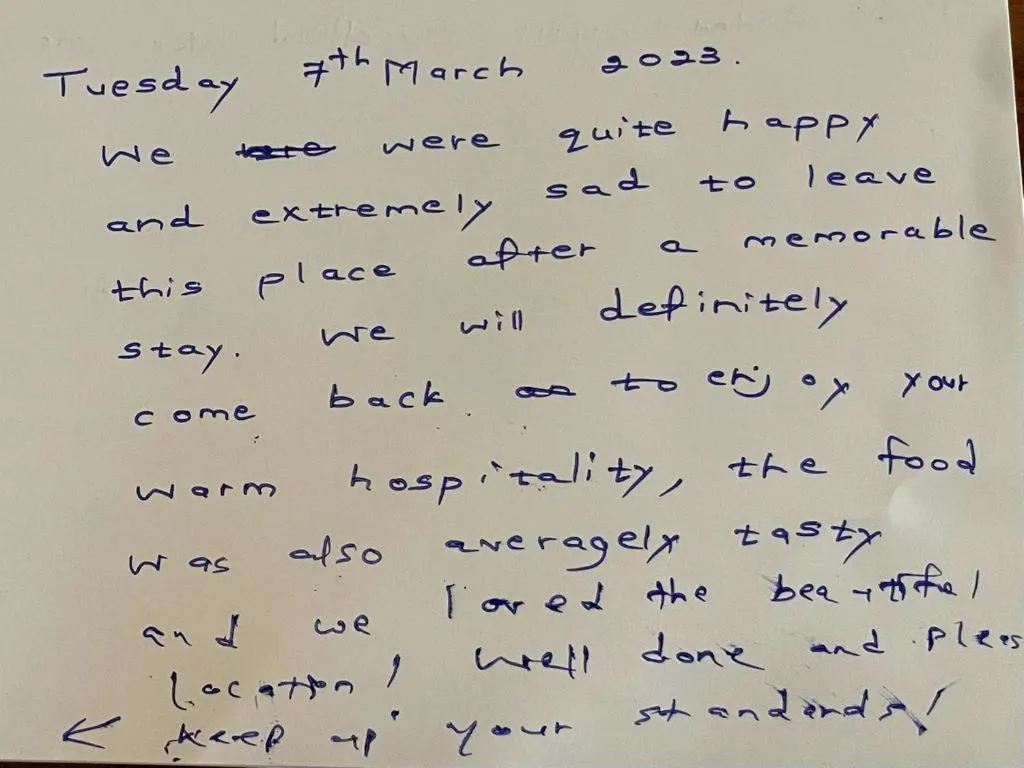 Tuesday 7th March 2023.
We were quite happy
and extremely sad to leave
this place after a memorable
stay. We will definitely
come back to enjoy your
warm hospitality, the food
was also averagely tasty
and we loved the beautiful
location! Well done and pleas
keep up your standards!